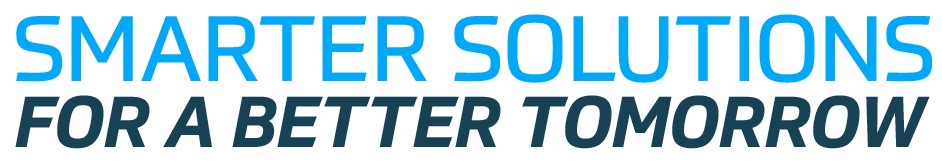 SMARTER SOLUTIONS
FOR A BETTER TOMORROW